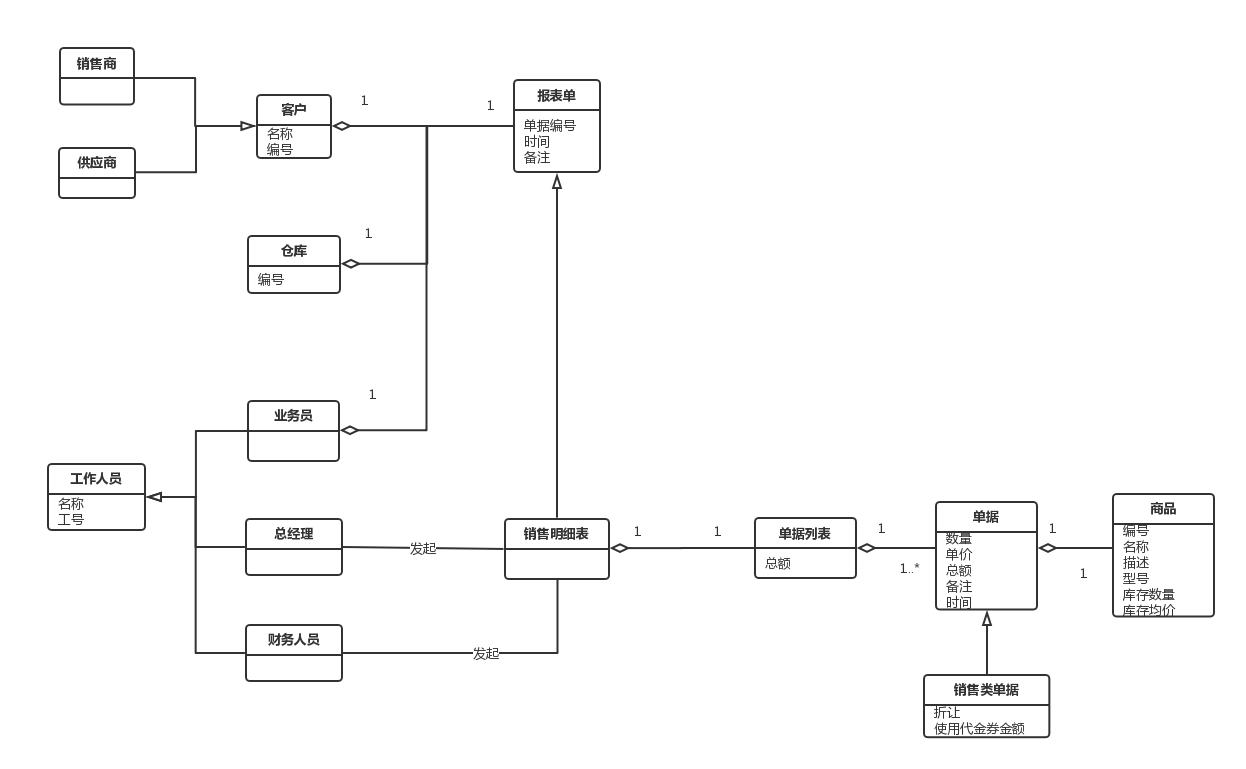 销售商
供应商
客户
名称
编号
1
1
报表单
单据编号
时间
备注
仓库
编号
1
业务员
1
工作人员
名称
工号
总经理
发起
财务人员
发起
销售明细表
1
1
单据列表
总额
1
1..*
单据
数量
单价
总额
备注
时间
1
1
商品
编号
名称
描述
型号
库存数量
库存均价
销售类单据
折让
使用代金券金额